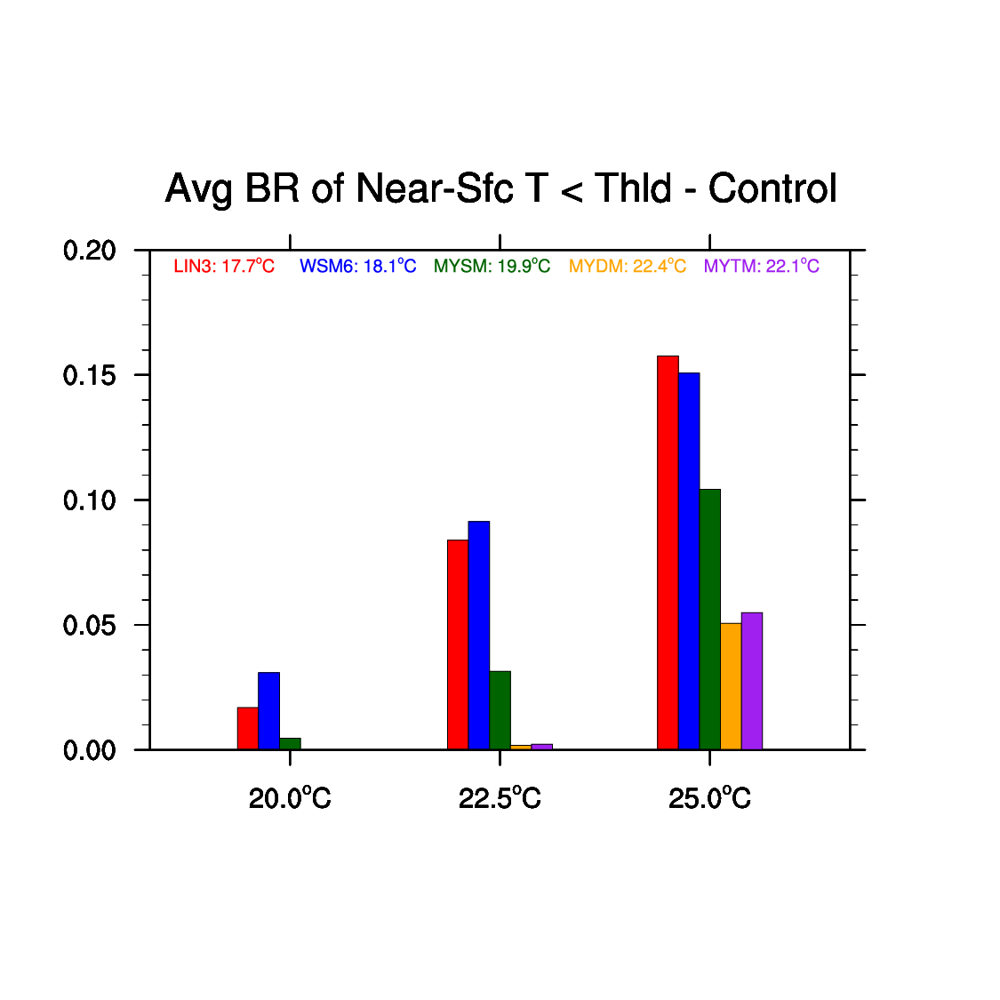 Avg BR of Near-Sfc T < Thld - Control
LIN3: 17.7°C WSM6: 18.1°C MYSM: 19.9°C MYDM: 22.4°C MYTM: 22.1°C
0.20
0.15
0.10
0.05
0.00
20.0°C 22.5°C 25.0°C